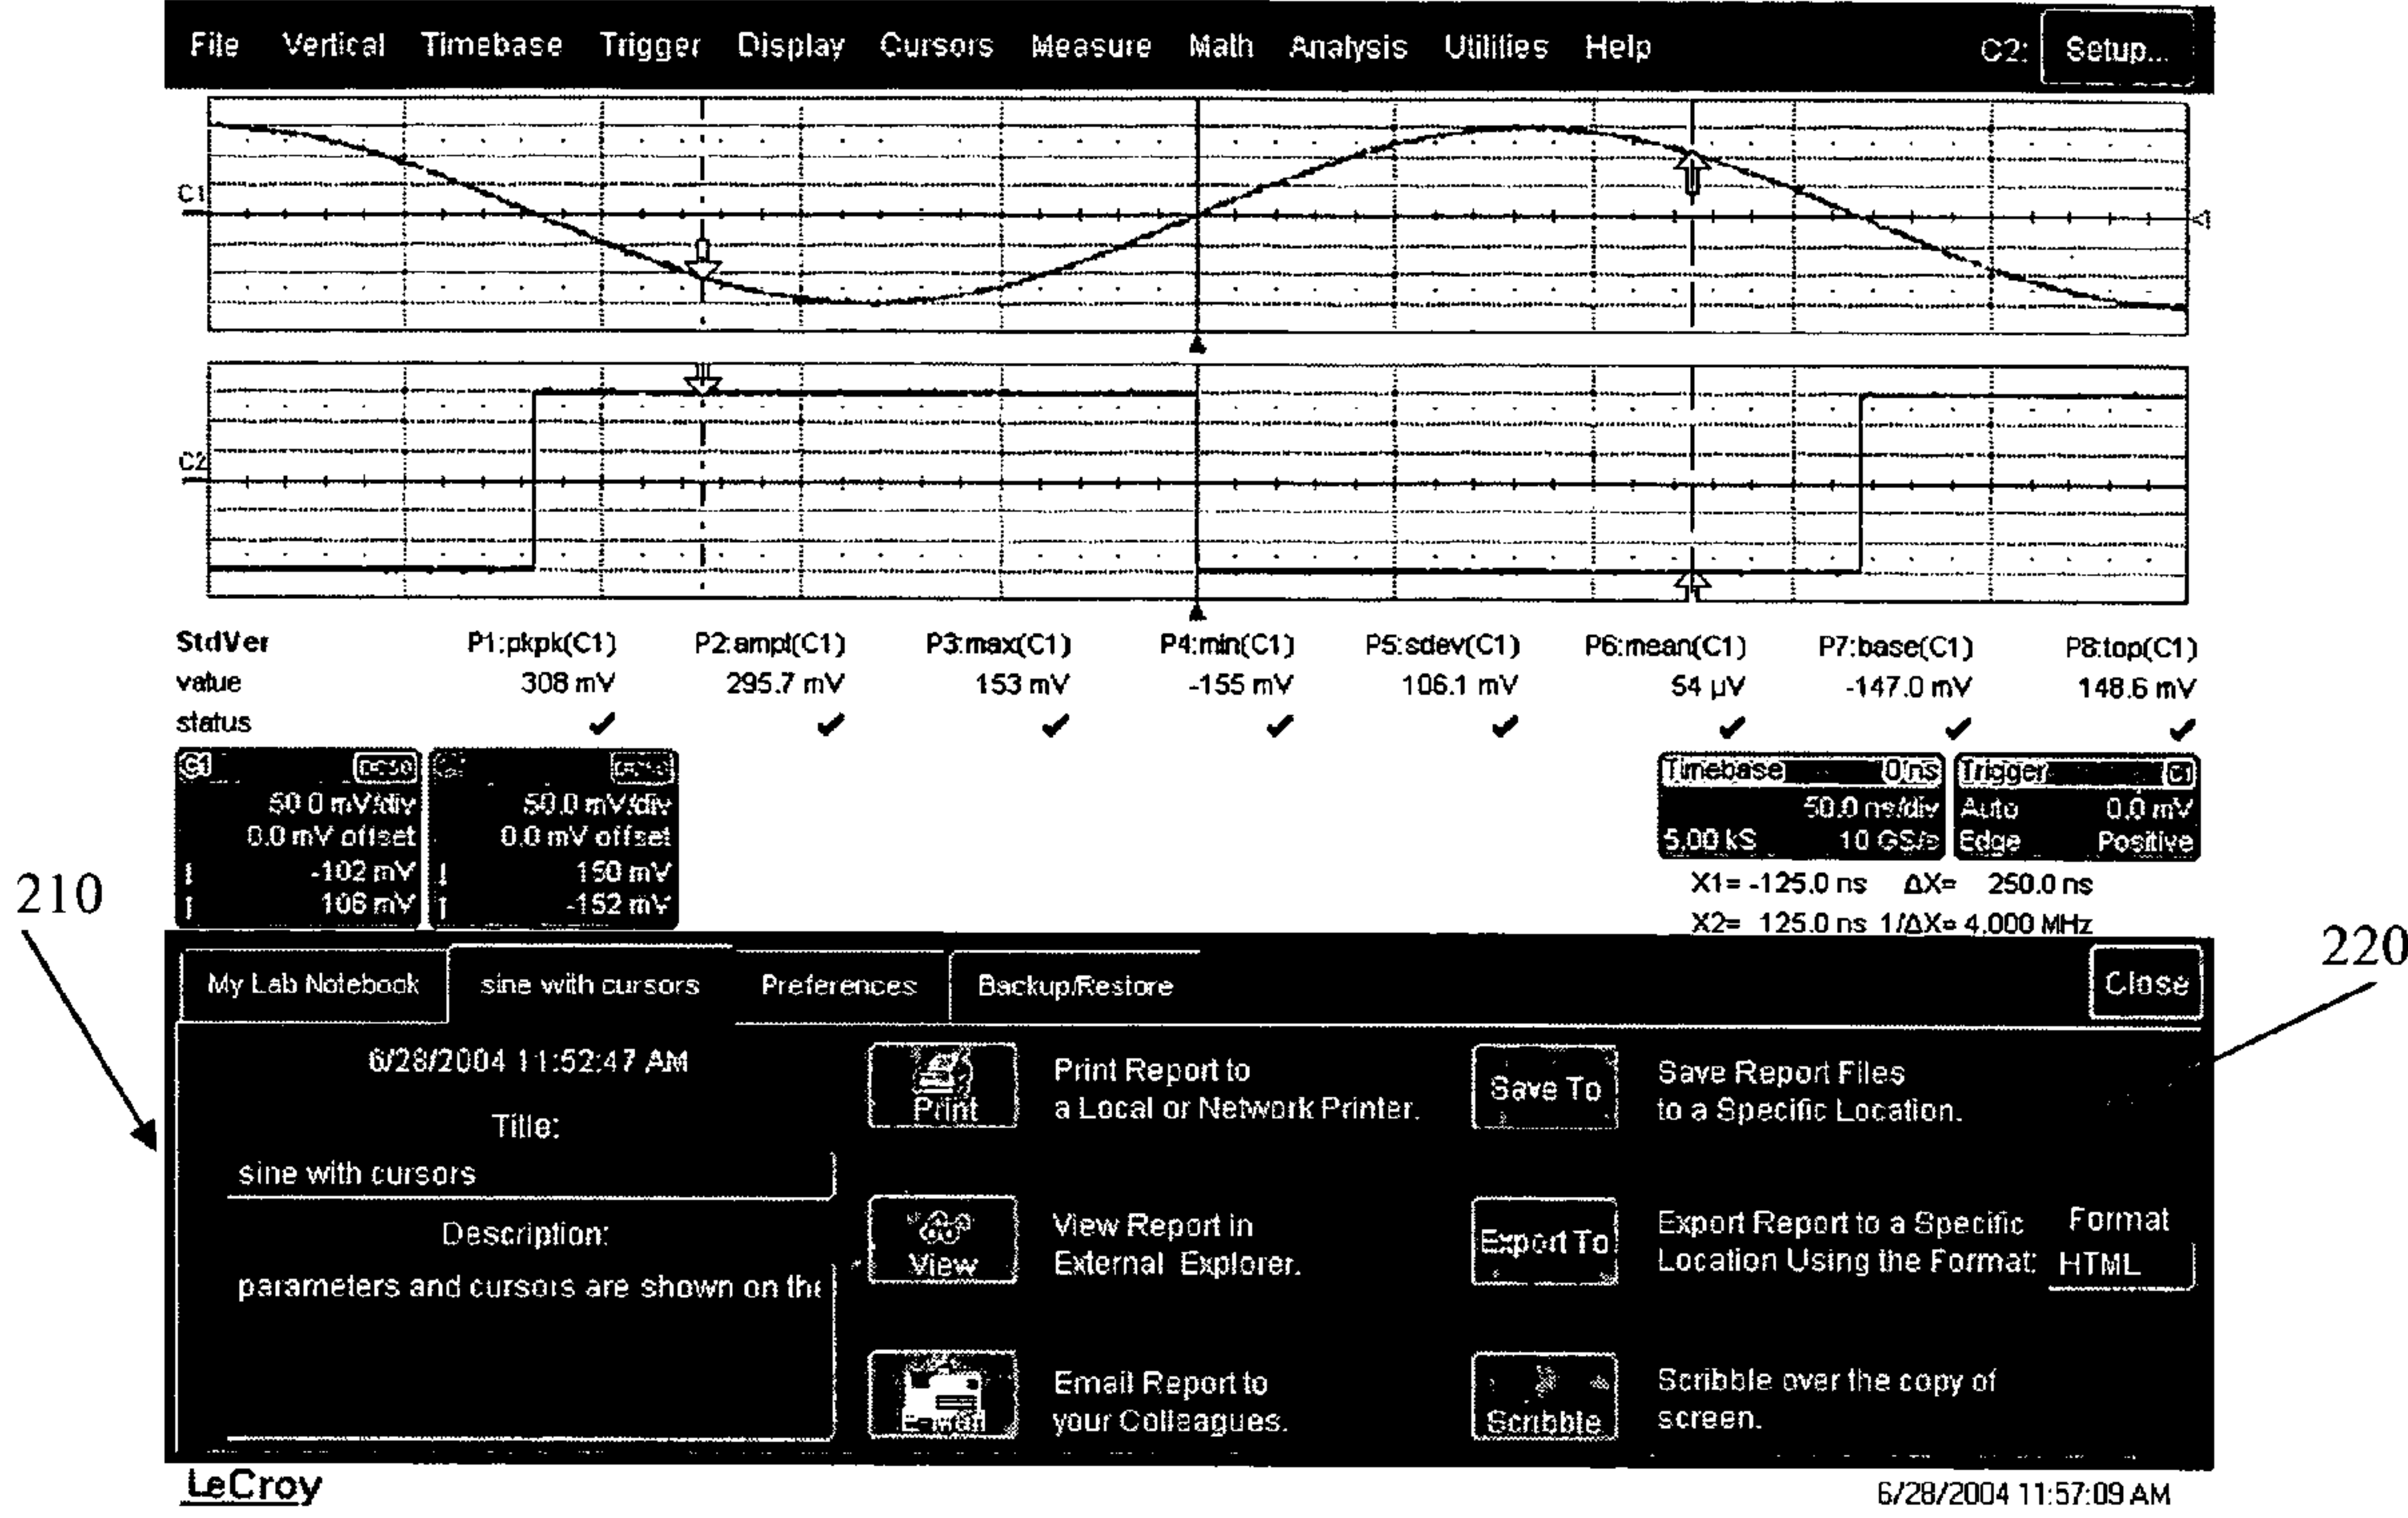 File Vertical Timebase Trigger Display Cursors Measure Math Analysis Utilities Help C2: Setup...
C1
C2
StdVer P1:pkpk(C1) P2:ampl(C1) P3:max(C1) P4:min(C1) P5:sdev(C1) P6:mean(C1) P7:base(C1) P8:top(C1)
value 308 mV 295.7 mV 153 mV -155 mV 106.1 mV 54 µV -147.0 mV 148.6 mV
status
C1 DC50
50.0 mV/div 50.0 mV/div
0.0 mV offset 0.0 mV offset
-102 mV 150 mV
106 mV -152 mV
Timebase 0 ns Trigger C1
50.0 ns/div Auto 0.0 mV
5.00 kS 10 GS/s Edge Positive
X1= -125.0 ns ΔX= 250.0 ns
X2= 125.0 ns 1/ΔX= 4.000 MHz
210
220
My Lab Notebook sine with cursors Preferences Backup/Restore Close
6/28/2004 11:52:47 AM
Title:
sine with cursors
Description:
parameters and cursors are shown on the
Print
Print Report to
a Local or Network Printer.
View
View Report in
External Explorer.
E-mail
Email Report to
your Colleagues.
Save To
Save Report Files
to a Specific Location.
Export To
Export Report to a Specific
Location Using the Format:
Format
HTML
Scribble
Scribble over the copy of
screen.
LeCroy
6/28/2004 11:57:09 AM